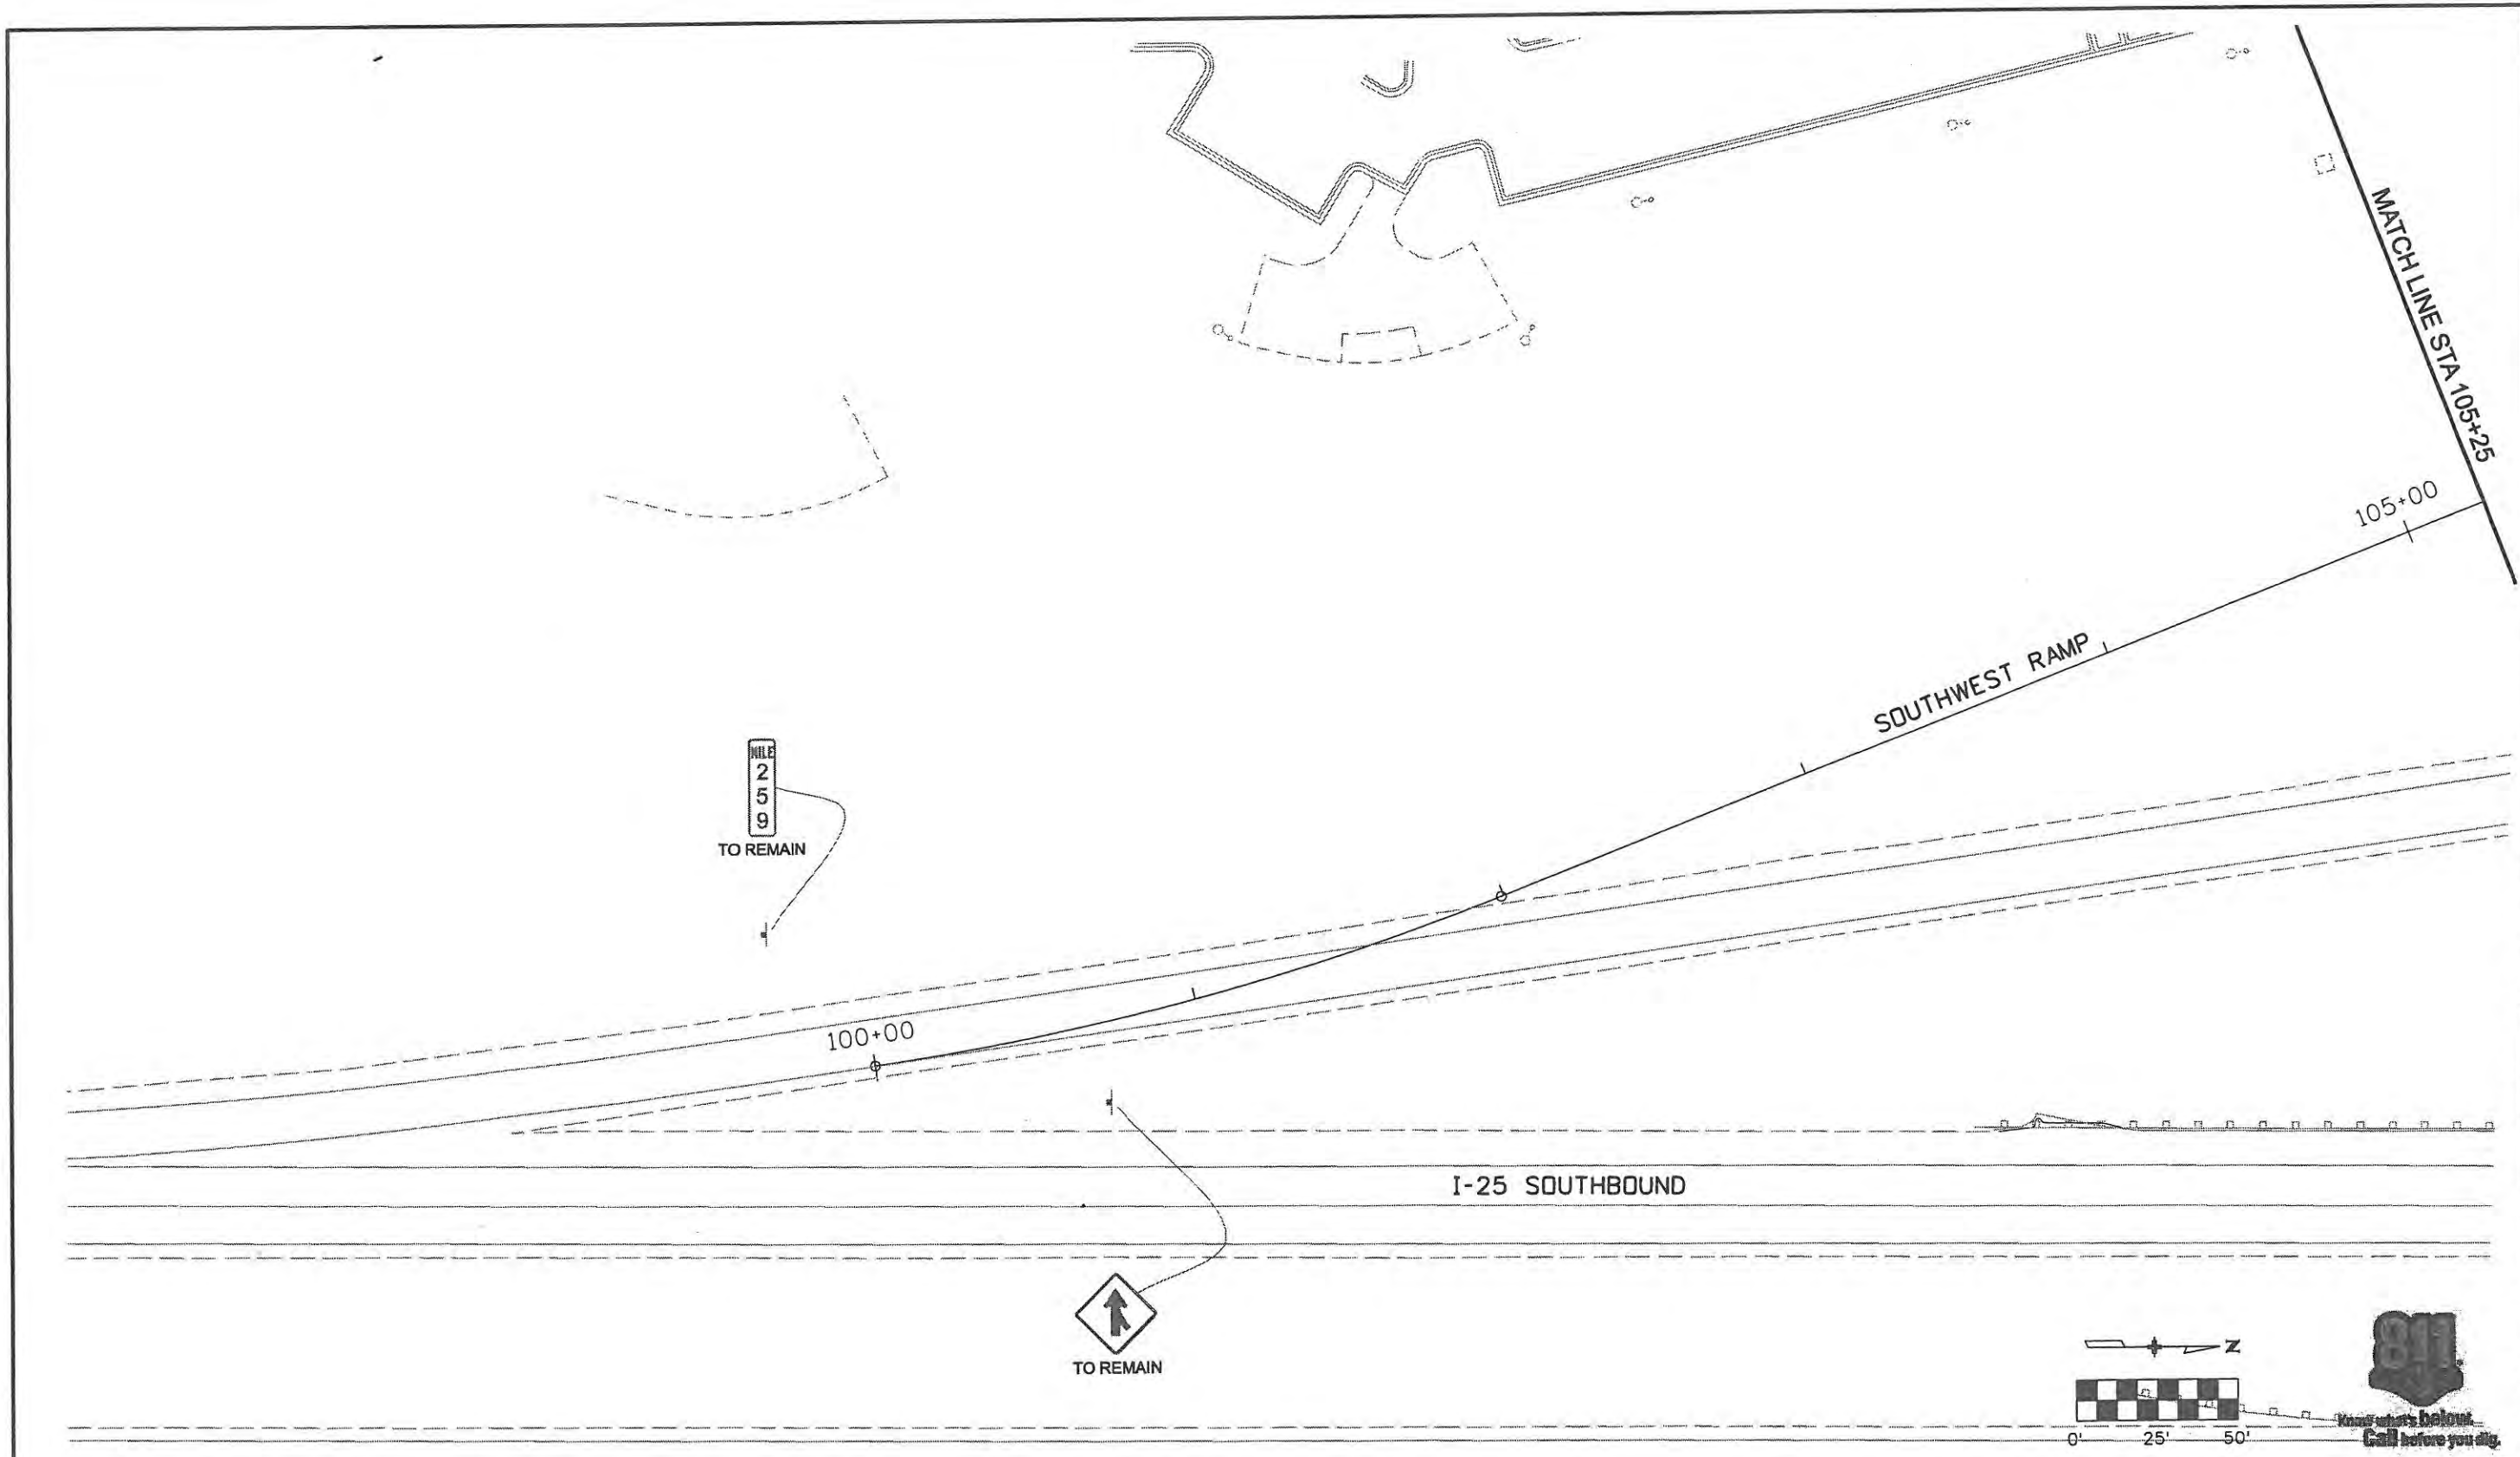 MATCH LINE STA 105+25
105+00
SOUTHWEST RAMP
MILE
2
5
9
TO REMAIN
100+00
I-25 SOUTHBOUND
TO REMAIN
N
0' 25' 50'
811
Know what's below.
Call before you dig.